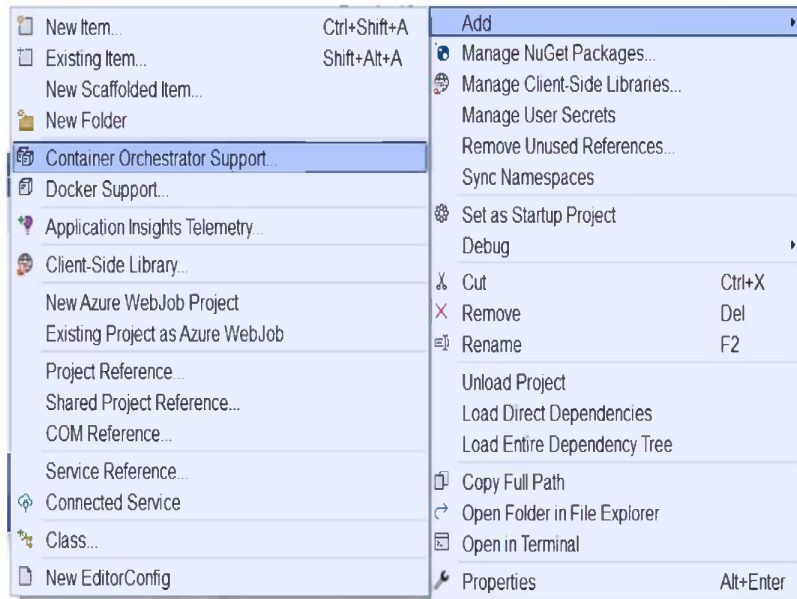 New Item... Ctrl+Shift+A
Existing Item... Shift+Alt+A
New Scaffolded Item...
New Folder
Container Orchestrator Support...
Docker Support...
Application Insights Telemetry...
Client-Side Library...
New Azure WebJob Project
Existing Project as Azure WebJob
Project Reference...
Shared Project Reference...
COM Reference...
Service Reference...
Connected Service
Class...
New EditorConfig
Add
Manage NuGet Packages...
Manage Client-Side Libraries...
Manage User Secrets
Remove Unused References...
Sync Namespaces
Set as Startup Project
Debug
Cut Ctrl+X
Remove Del
Rename F2
Unload Project
Load Direct Dependencies
Load Entire Dependency Tree
Copy Full Path
Open Folder in File Explorer
Open in Terminal
Properties Alt+Enter